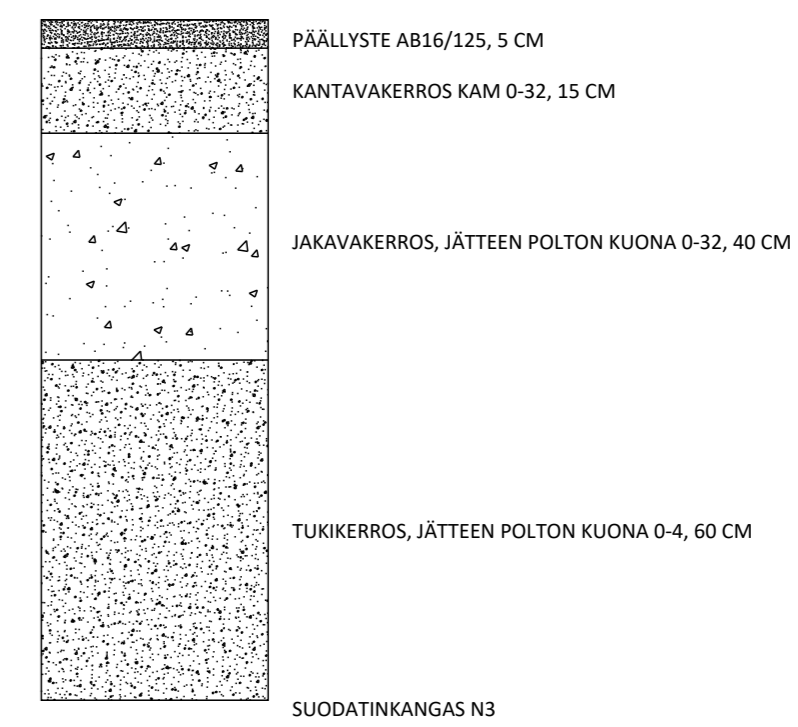 PÄÄLLYSTE AB16/125, 5 CM
KANTAVAKERROS KAM 0-32, 15 CM
JAKAVAKERROS, JÄTTEEN POLTON KUONA 0-32, 40 CM
TUKIKERROS, JÄTTEEN POLTON KUONA 0-4, 60 CM
SUODATINKANGAS N3